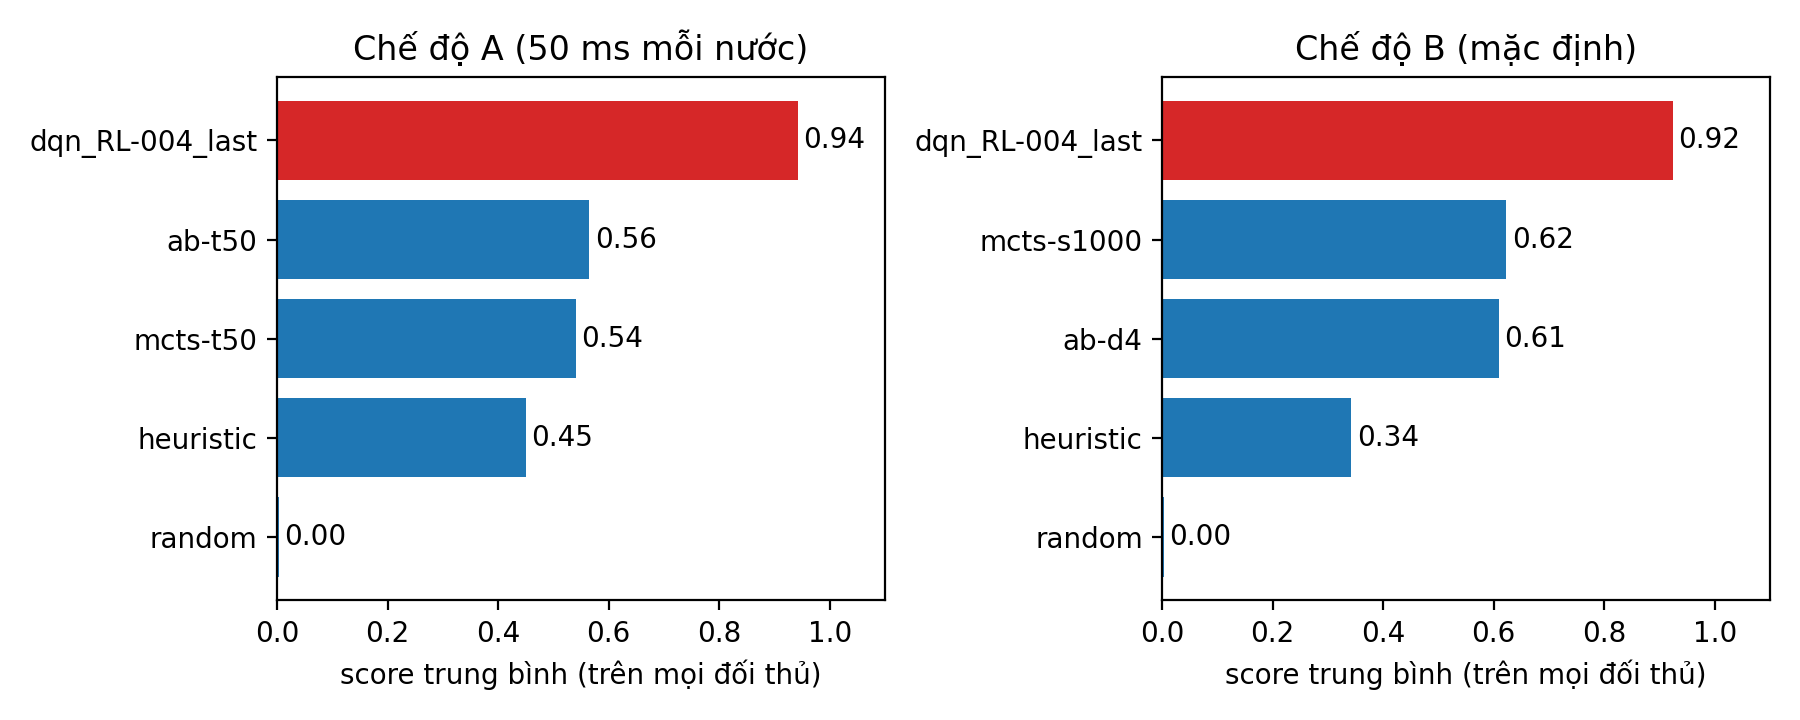 Chế độ A (50 ms mỗi nước)
dqn_RL-004_last
0.94
ab-t50
0.56
mcts-t50
0.54
heuristic
0.45
random
0.00
0.0 0.2 0.4 0.6 0.8 1.0
score trung bình (trên mọi đối thủ)
Chế độ B (mặc định)
dqn_RL-004_last
0.92
mcts-s1000
0.62
ab-d4
0.61
heuristic
0.34
random
0.00
0.0 0.2 0.4 0.6 0.8 1.0
score trung bình (trên mọi đối thủ)